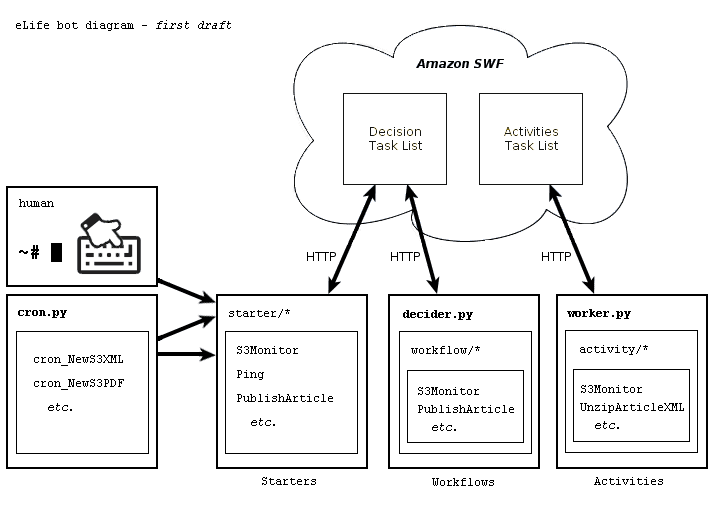 eLife bot diagram - first draft
Amazon SWF
Decision
Task List
Activities
Task List
human
~#
HTTP
HTTP
HTTP
cron.py
cron_NewS3XML
cron_NewS3PDF
etc.
starter/*
S3Monitor
Ping
PublishArticle
etc.
Starters
decider.py
workflow/*
S3Monitor
PublishArticle
etc.
Workflows
worker.py
activity/*
S3Monitor
UnzipArticleXML
etc.
Activities